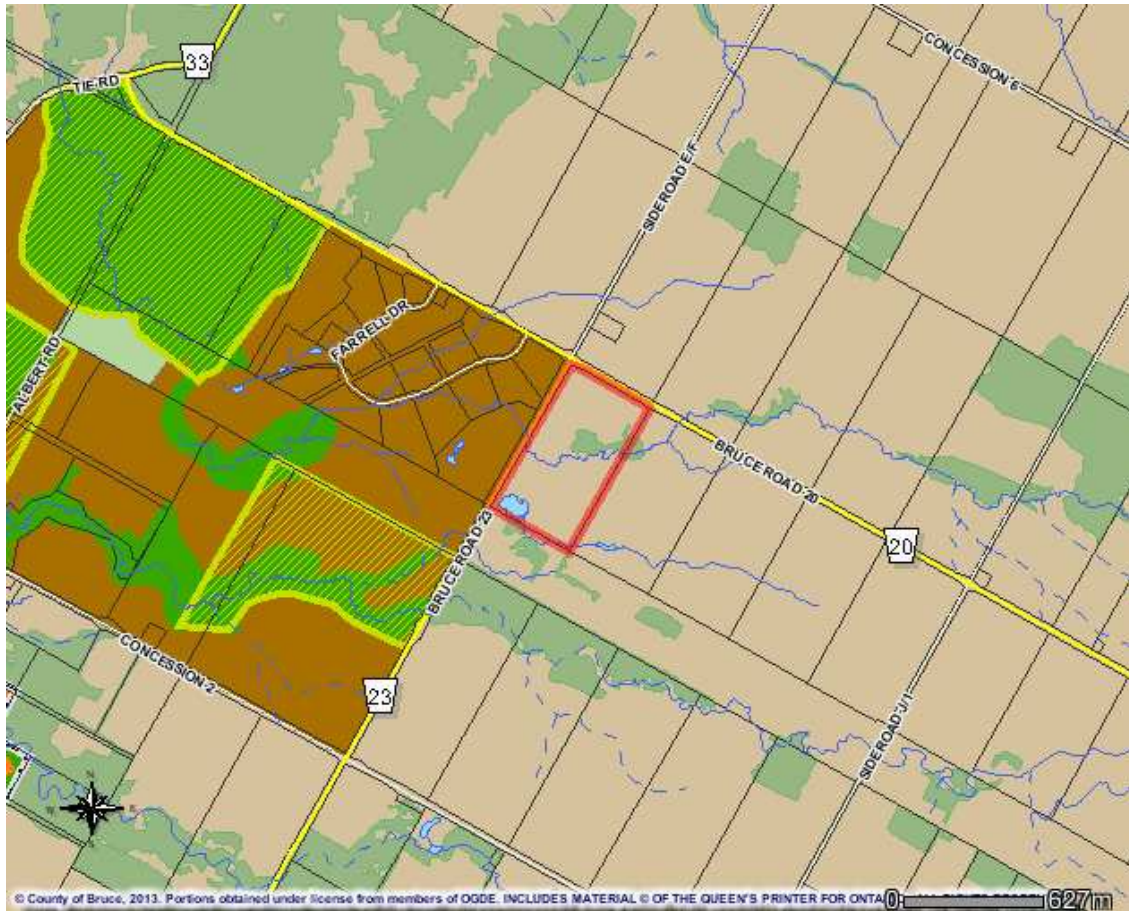 33
TIE RD
CONCESSION 6
SIDEROAD E/F
FARRELL DR
ALBERT RD
BRUCE ROAD 20
20
BRUCE ROAD 23
23
CONCESSION 2
SIDEROAD J/1
N
W
E
S
© County of Bruce, 2013. Portions obtained under license from members of OGDE. INCLUDES MATERIAL © OF THE QUEEN'S PRINTER FOR ONTA
0 627m